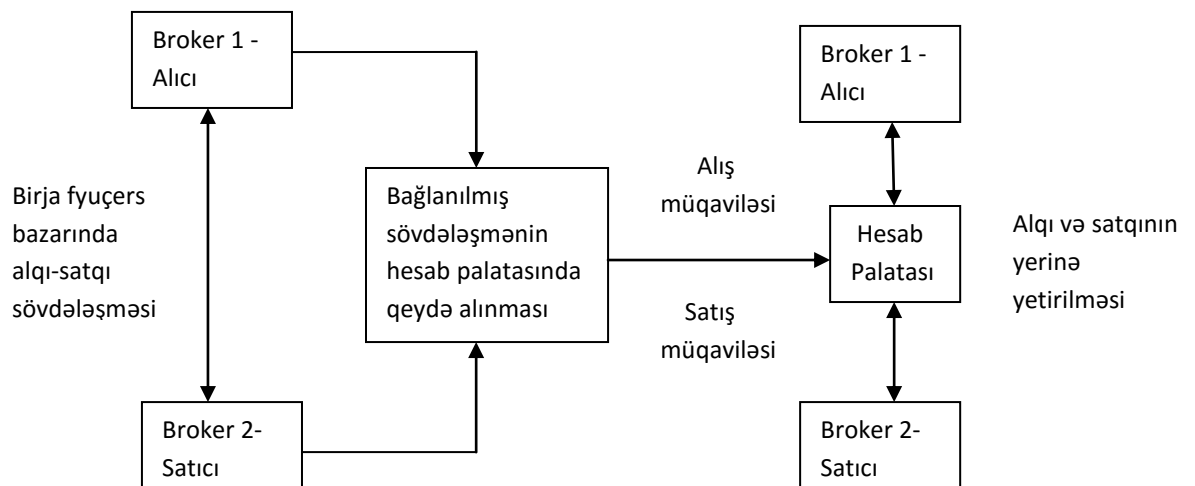 Broker 1 -
Alıcı
Birja fyuçers
bazarında
alqı-satqı
sövdələşməsi
Broker 2-
Satıcı
Bağlanılmış
sövdələşmənin
hesab palatasında
qeydə alınması
Alış
müqaviləsi
Satış
müqaviləsi
Broker 1 -
Alıcı
Hesab
Palatası
Broker 2-
Satıcı
Alqı və satqının
yerinə
yetirilməsi